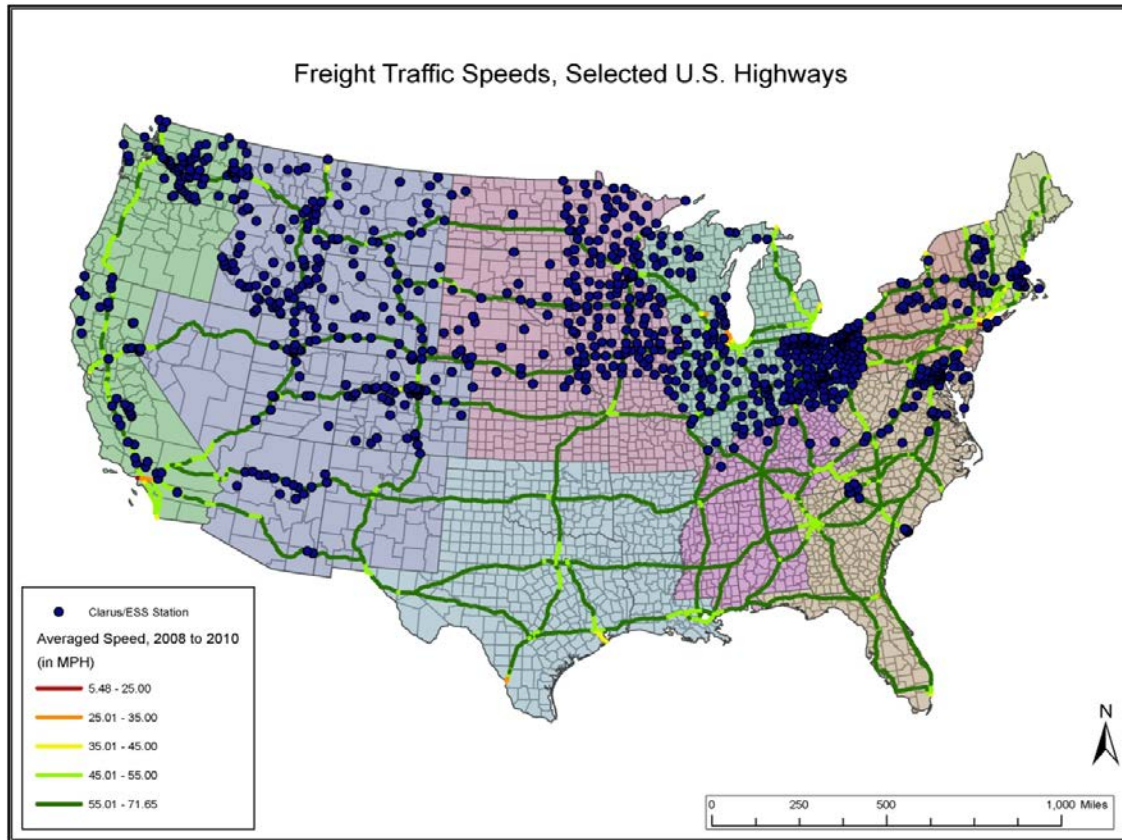 Freight Traffic Speeds, Selected U.S. Highways
Clarus/ESS Station
Averaged Speed, 2008 to 2010
(in MPH)
5.48 - 25.00
25.01 - 35.00
35.01 - 45.00
45.01 - 55.00
55.01 - 71.65
N
0 250 500 1,000 Miles